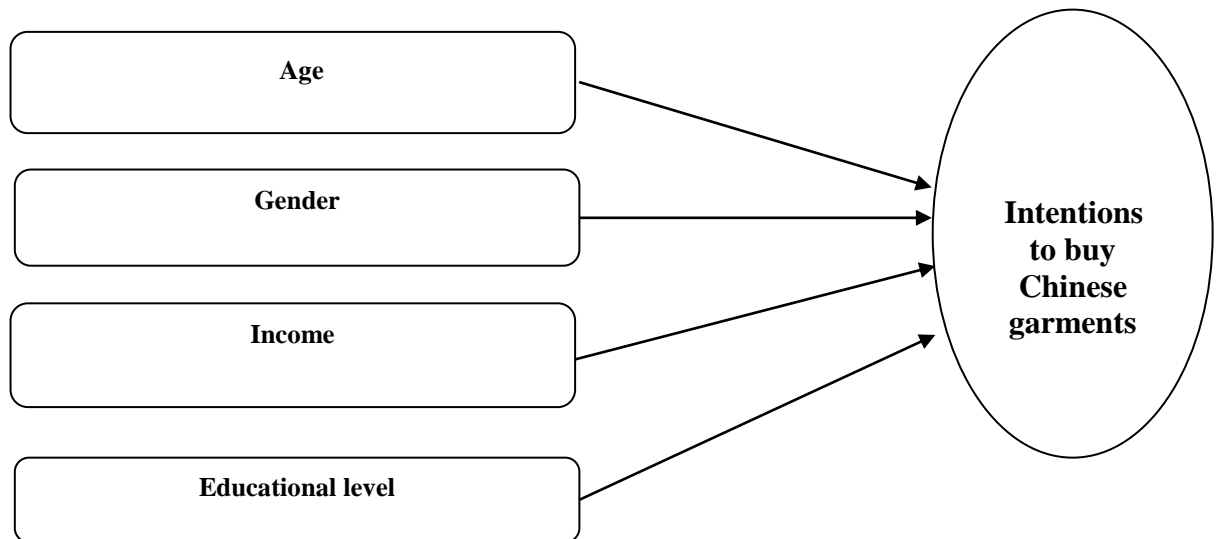 Age
Gender
Income
Educational level
Intentions
to buy
Chinese
garments